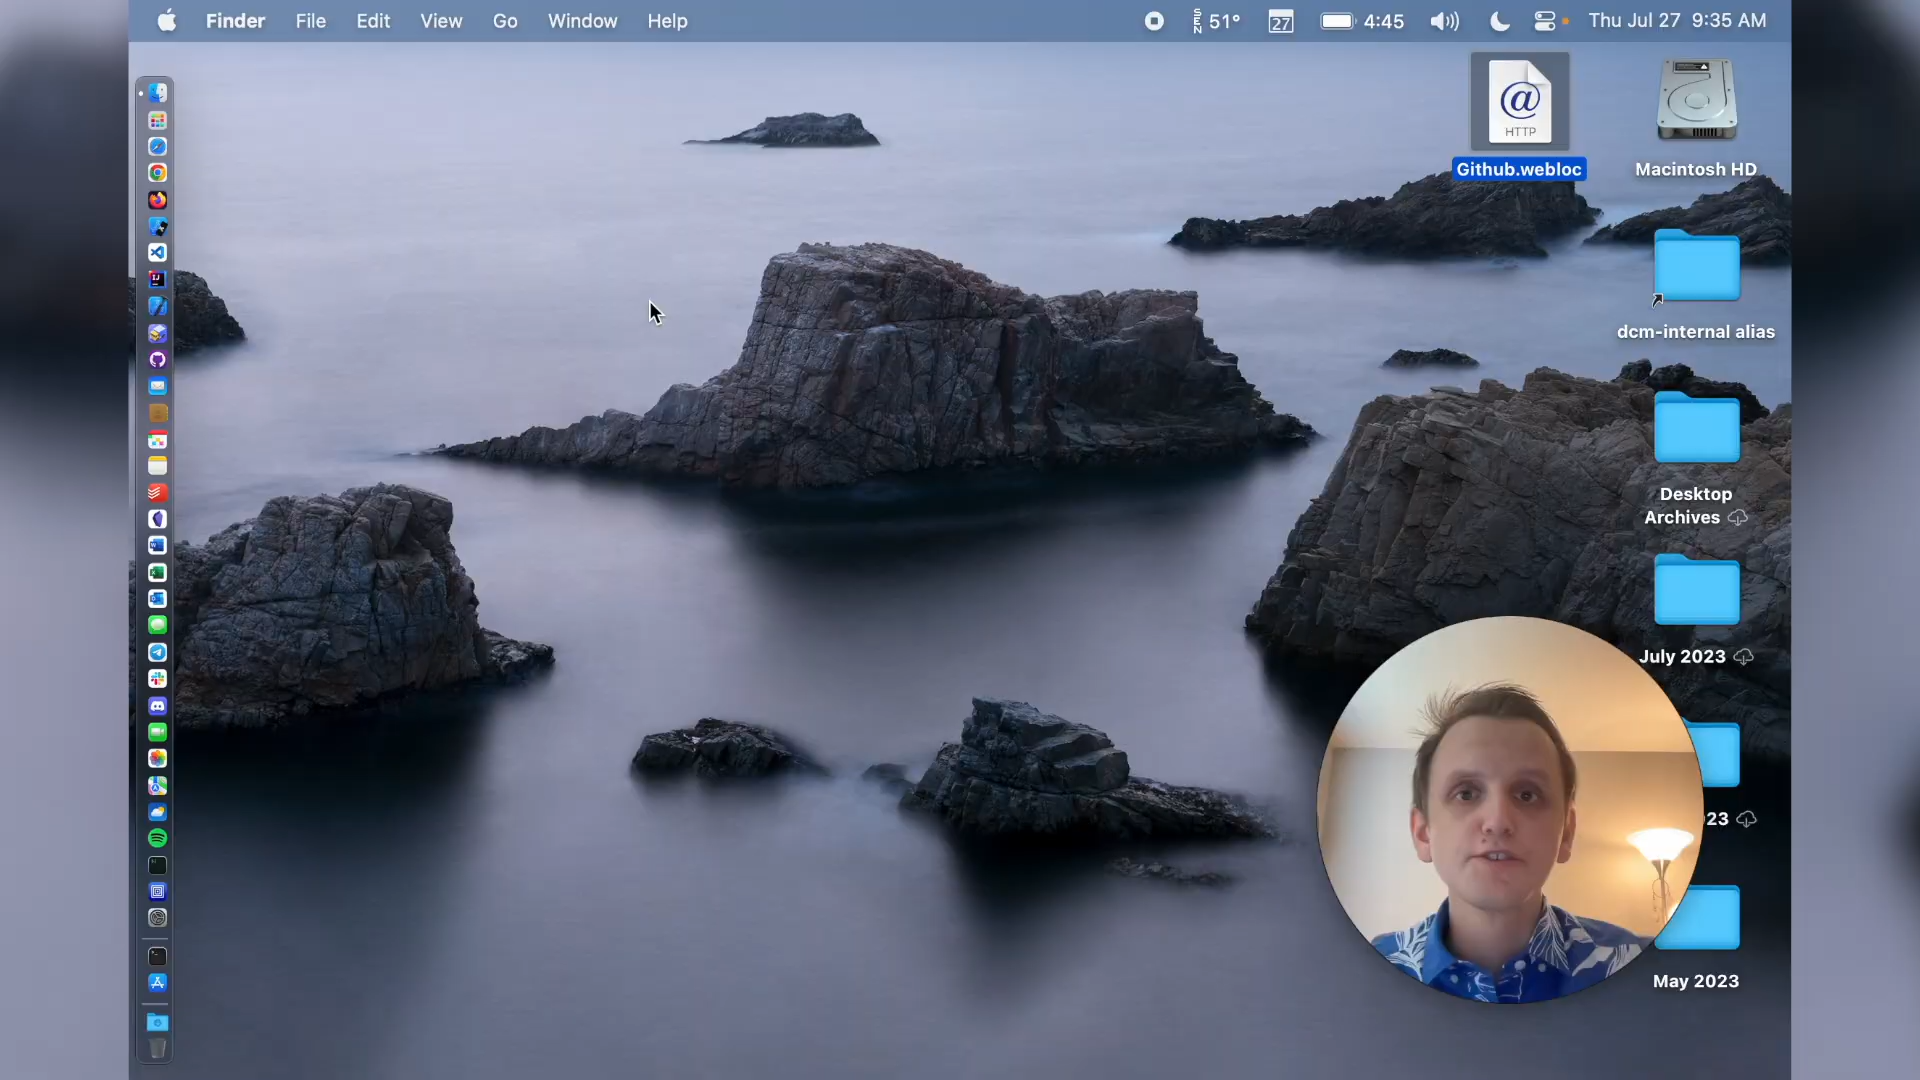 Finder File Edit View Go Window Help
SEN 51° 27 4:45 Thu Jul 27 9:35 AM
@
HTTP
Github.webloc
Macintosh HD
dcm-internal alias
Desktop
Archives
July 2023
23
May 2023